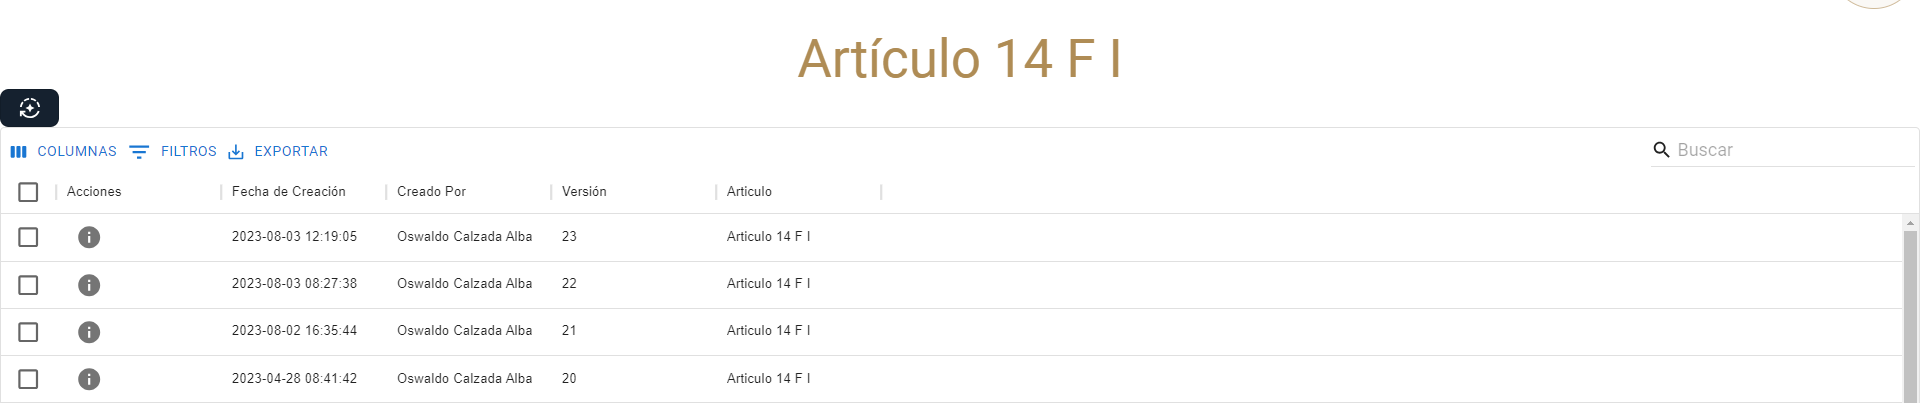 Artículo 14 F I
COLUMNAS FILTROS EXPORTAR Buscar
Acciones Fecha de Creación Creado Por Versión Articulo
2023-08-03 12:19:05 Oswaldo Calzada Alba 23 Articulo 14 F I
2023-08-03 08:27:38 Oswaldo Calzada Alba 22 Articulo 14 F I
2023-08-02 16:35:44 Oswaldo Calzada Alba 21 Articulo 14 F I
2023-04-28 08:41:42 Oswaldo Calzada Alba 20 Articulo 14 F I